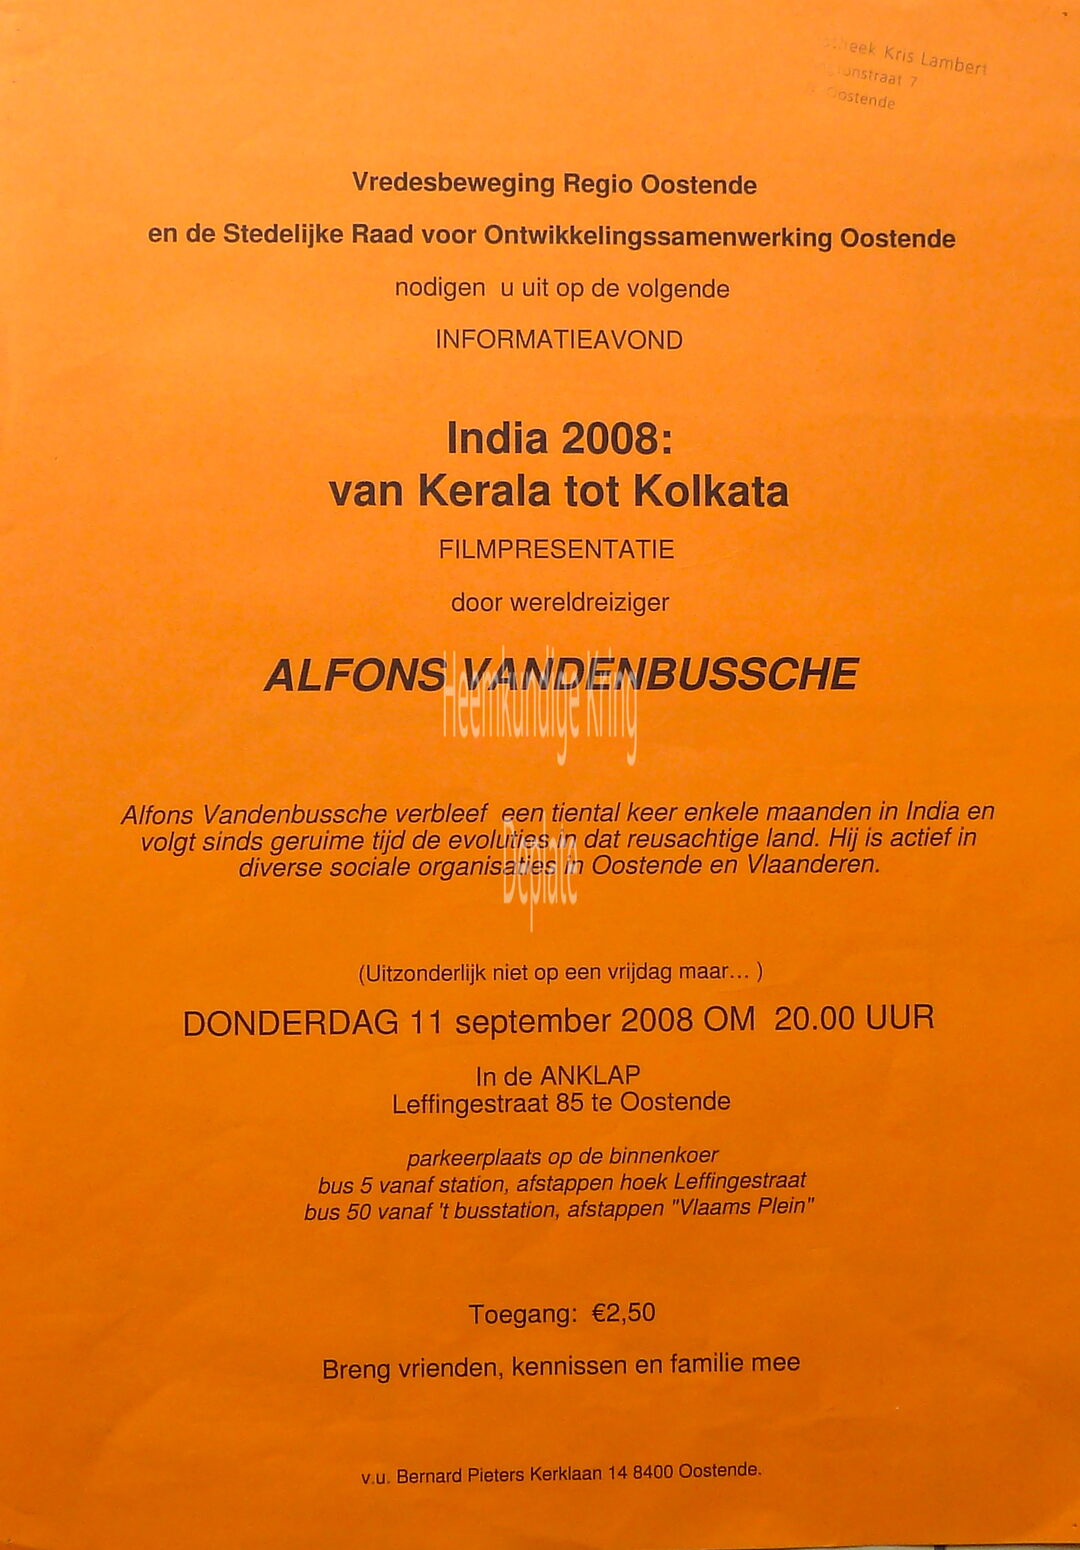 Kris Lambert
7
Oostende
Vredesbeweging Regio Oostende
en de Stedelijke Raad voor Ontwikkelingssamenwerking Oostende
nodigen u uit op de volgende
INFORMATIEAVOND
India 2008:
van Kerala tot Kolkata
FILMPRESENTATIE
door wereldreiziger
ALFONS VANDENBUSSCHE
Heemkundige Kring
Alfons Vandenbussche verbleef een tiental keer enkele maanden in India en
volgt sinds geruime tijd de evoluties in dat reusachtige land. Hij is actief in
diverse sociale organisaties in Oostende en Vlaanderen.
Deplate
(Uitzonderlijk niet op een vrijdag maar... )
DONDERDAG 11 september 2008 OM 20.00 UUR
In de ANKLAP
Leffingestraat 85 te Oostende
parkeerplaats op de binnenkoer
bus 5 vanaf station, afstappen hoek Leffingestraat
bus 50 vanaf 't busstation, afstappen "Vlaams Plein"
Toegang: €2,50
Breng vrienden, kennissen en familie mee
v.u. Bernard Pieters Kerklaan 14 8400 Oostende.